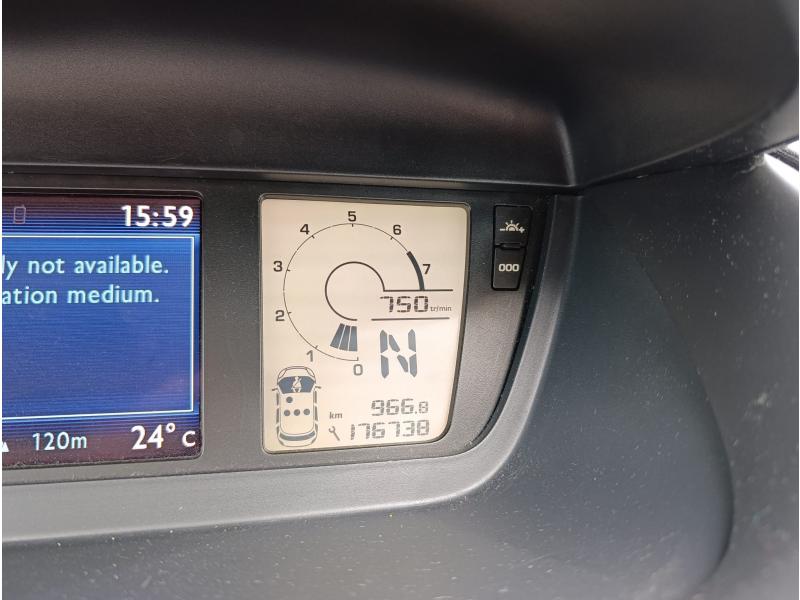 15:59
ly not available.
ation medium.
120m
24°C
5
4
6
3
7
750 tr/min
2
1
0
N
km
966.8
176738
000